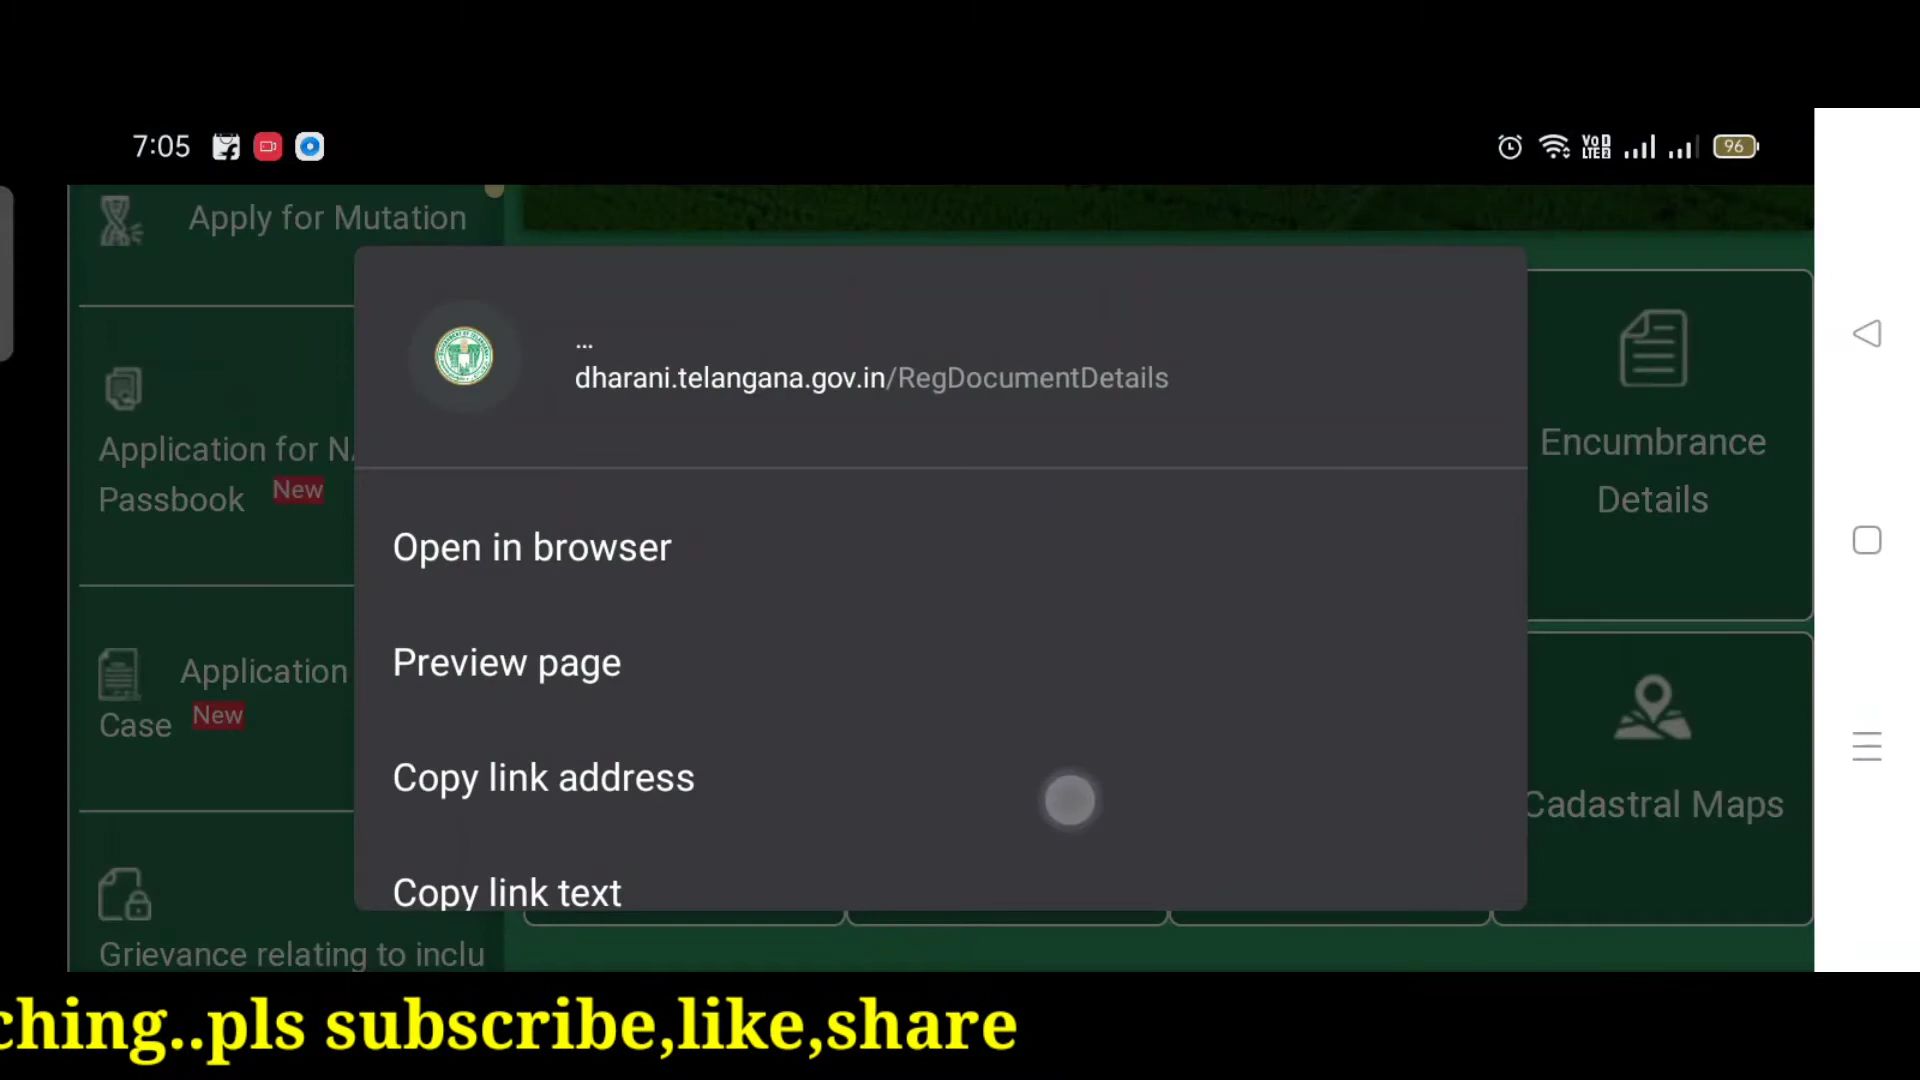 7:05
VoD
LTE2
96
Apply for Mutation
...
dharani.telangana.gov.in/RegDocumentDetails
Application for
Passbook New
Encumbrance
Details
Open in browser
Preview page
Application
Case New
Copy link address
Cadastral Maps
Copy link text
Grievance relating to inclu
ching..pls subscribe,like,share